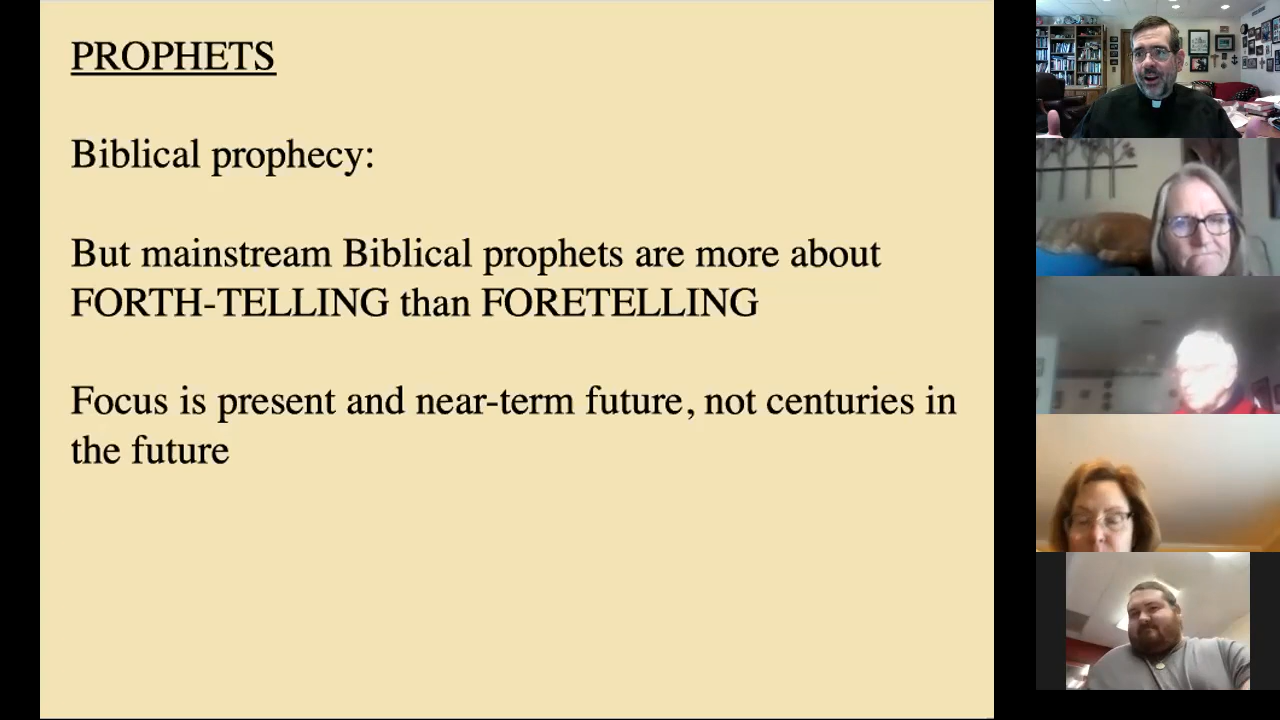 PROPHETS
Biblical prophecy:
But mainstream Biblical prophets are more about
FORTH-TELLING than FORETELLING
Focus is present and near-term future, not centuries in
the future